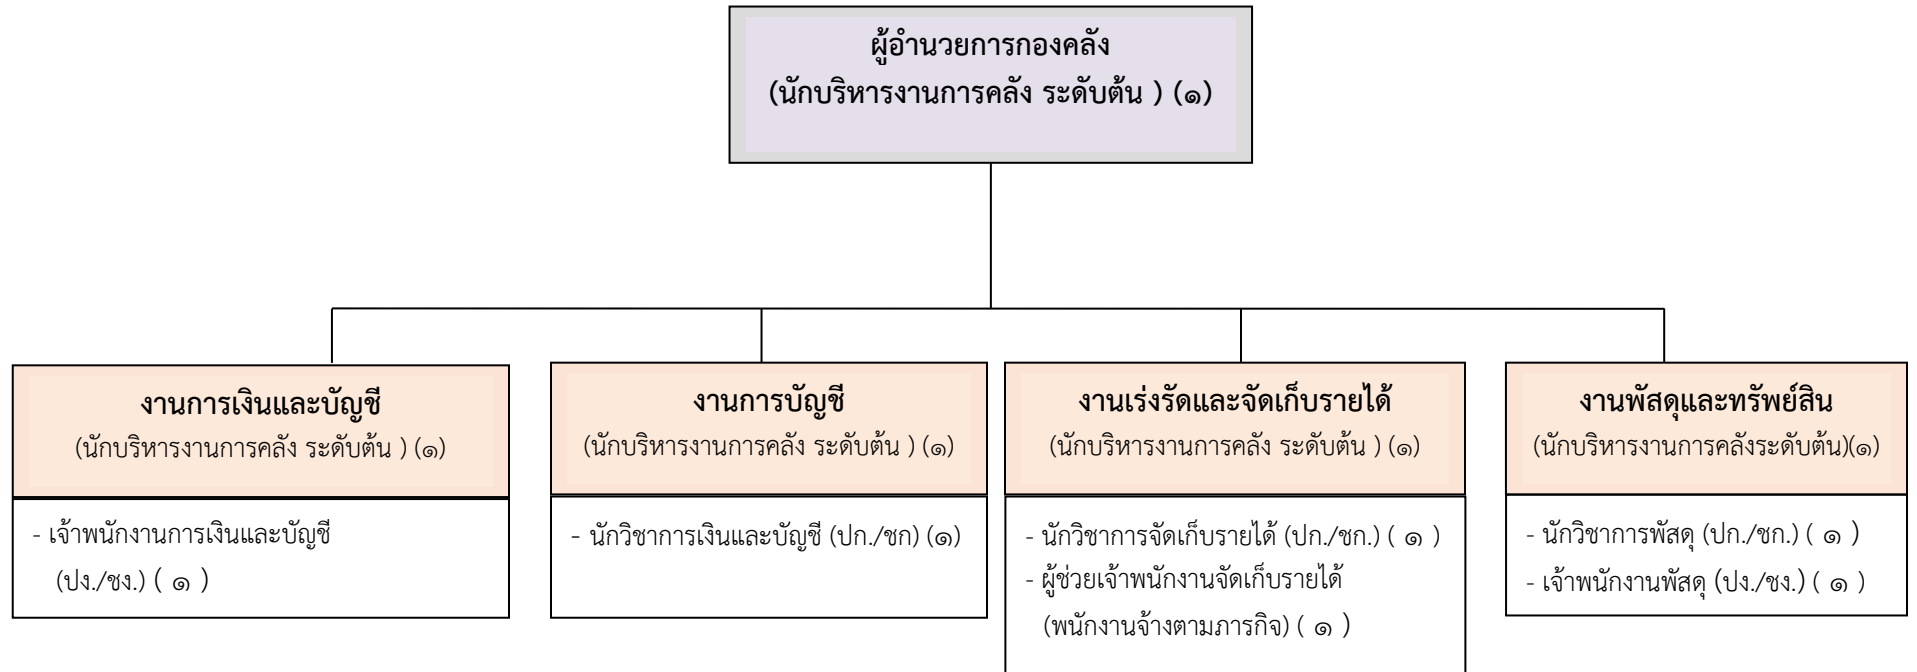 ผู้อำนวยการกองคลัง
(นักบริหารงานการคลัง ระดับต้น ) (๑)
งานการเงินและบัญชี
(นักบริหารงานการคลัง ระดับต้น ) (๑)
- เจ้าพนักงานการเงินและบัญชี
(ปง./ชง.) ( ๑ )
งานการบัญชี
(นักบริหารงานการคลัง ระดับต้น ) (๑)
- นักวิชาการเงินและบัญชี (ปก./ชก) (๑)
งานเร่งรัดและจัดเก็บรายได้
(นักบริหารงานการคลัง ระดับต้น ) (๑)
- นักวิชาการจัดเก็บรายได้ (ปก./ชก.) ( ๑ )
- ผู้ช่วยเจ้าพนักงานจัดเก็บรายได้
(พนักงานจ้างตามภารกิจ) ( ๑ )
งานพัสดุและทรัพย์สิน
(นักบริหารงานการคลังระดับต้น)(๑)
- นักวิชาการพัสดุ (ปก./ชก.) ( ๑ )
- เจ้าพนักงานพัสดุ (ปง./ชง.) ( ๑ )